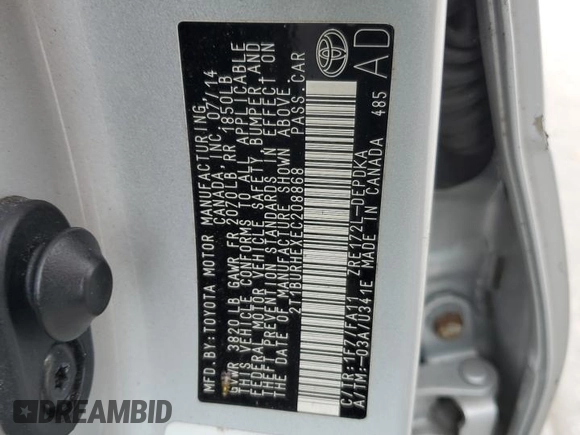 MFD.BY: TOYOTA MOTOR MANUFACTURING
CANADA, INC. 07/14
GVWR 3820LB GAWR FR 2070LB RR 1850LB
THIS VEHICLE CONFORMS TO ALL APPLICABLE
FEDERAL MOTOR VEHICLE SAFETY, BUMPER, AND
THEFT PREVENTION STANDARDS IN EFFECT ON
THE DATE OF MANUFACTURE SHOWN ABOVE.
2T1BURHEXEC208868 PASS.CAR
C/TR: 1F7/FA11 ZRE172L-DEPDKA
A/TM: -03A/K341E MADE IN CANADA 485
AD
DREAMBID